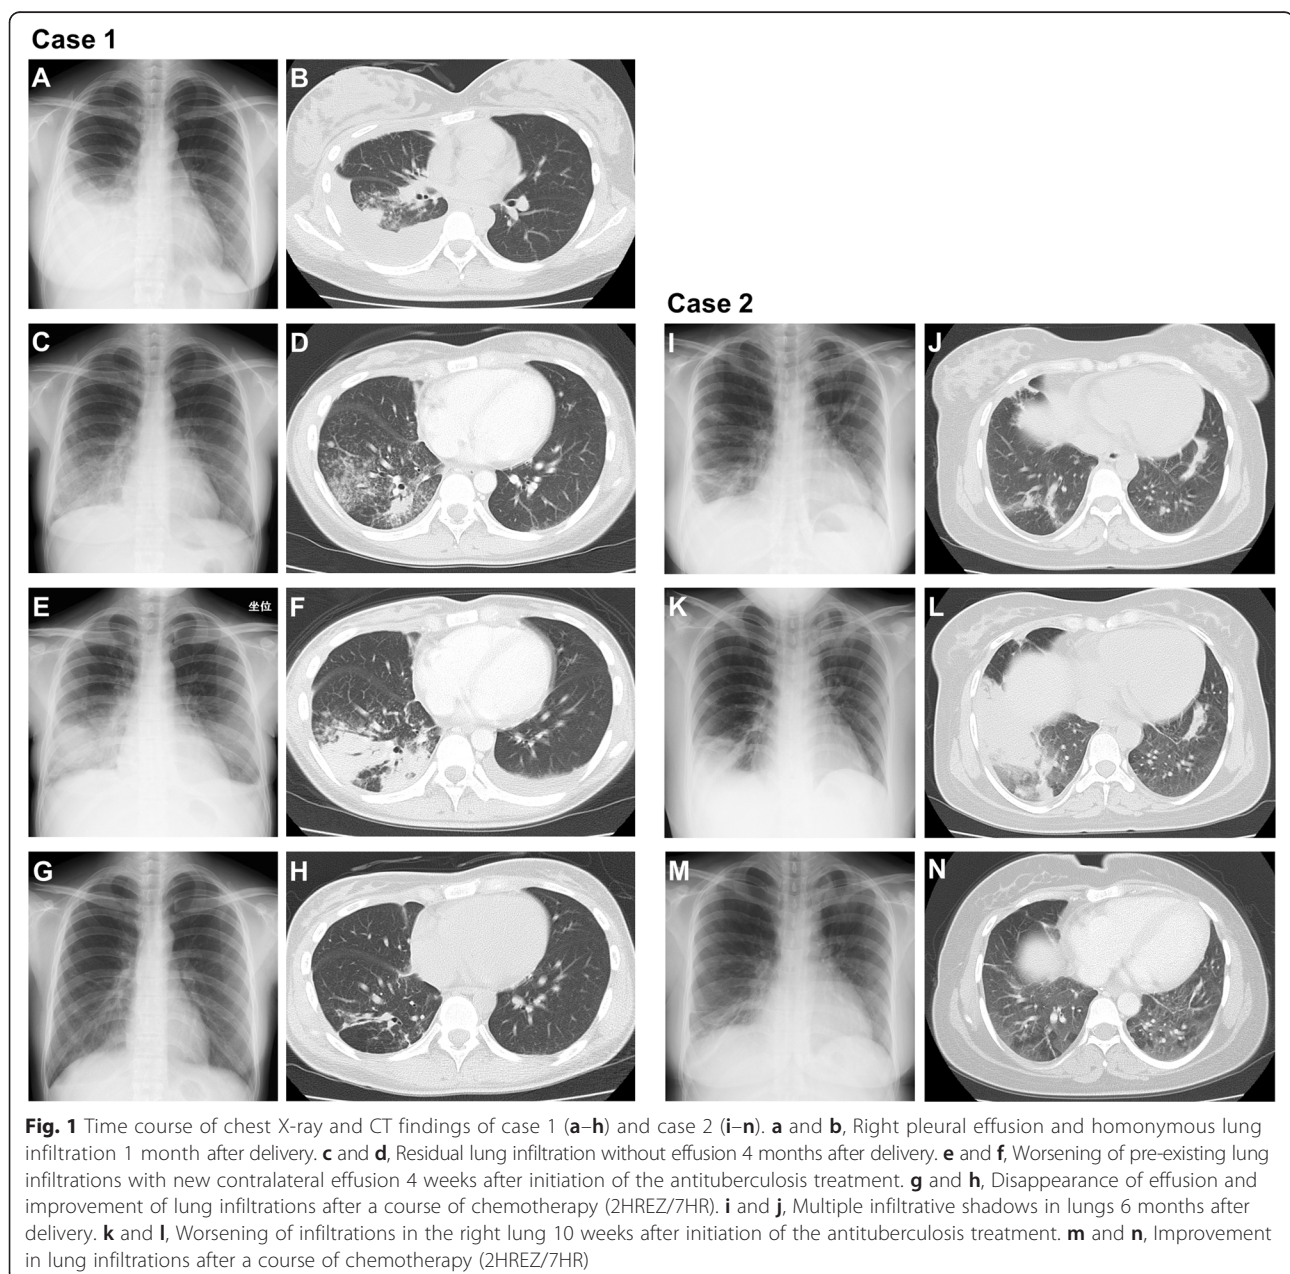 Case 1
A
B
C
D
E
坐位
F
G
H
Case 2
I
J
K
L
M
N
Fig. 1 Time course of chest X-ray and CT findings of case 1 (a–h) and case 2 (i–n). a and b, Right pleural effusion and homonymous lung
infiltration 1 month after delivery. c and d, Residual lung infiltration without effusion 4 months after delivery. e and f, Worsening of pre-existing lung
infiltrations with new contralateral effusion 4 weeks after initiation of the antituberculosis treatment. g and h, Disappearance of effusion and
improvement of lung infiltrations after a course of chemotherapy (2HREZ/7HR). i and j, Multiple infiltrative shadows in lungs 6 months after
delivery. k and l, Worsening of infiltrations in the right lung 10 weeks after initiation of the antituberculosis treatment. m and n, Improvement
in lung infiltrations after a course of chemotherapy (2HREZ/7HR)